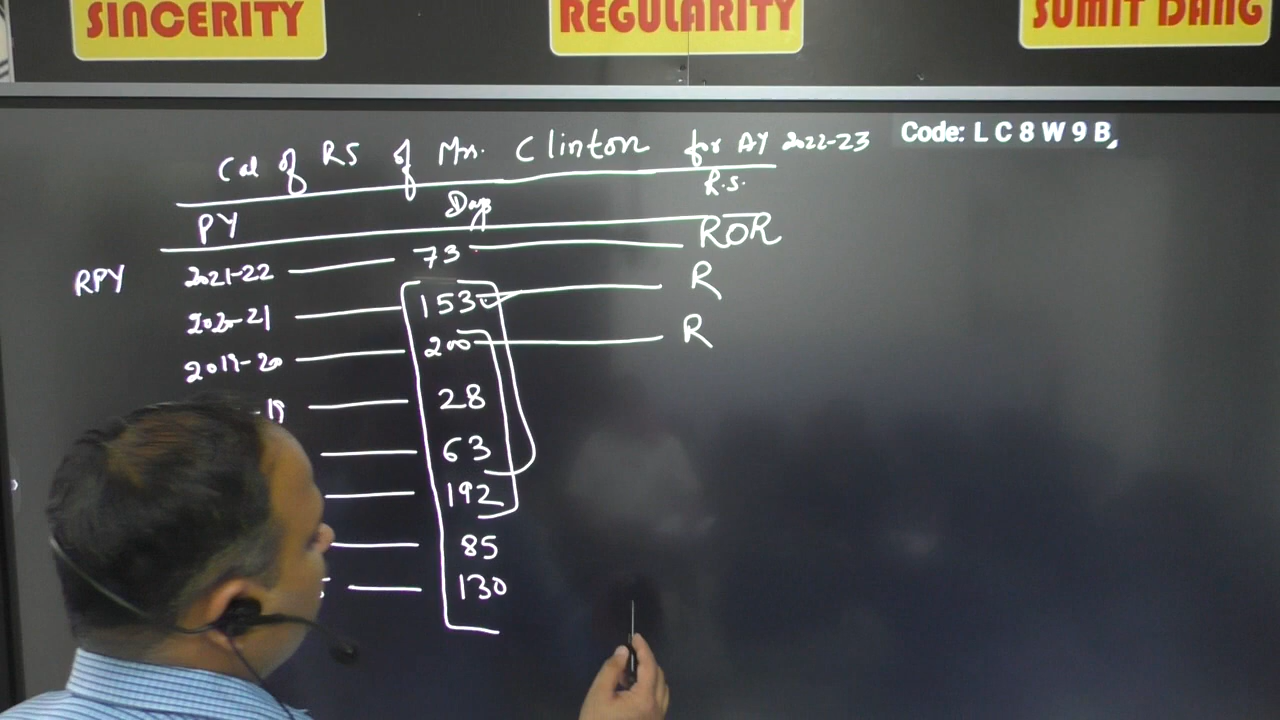 SINCERITY
REGULARITY
SUMIT DANG
Code: L C 8 W 9 B,
Cal of RS of Mr. Clinton for AY 2022-23
PY Days R.S.
RPY 2021-22 73 ROR
2020-21 153 R
2019-20 200 R
-19 28
63
192
85
130